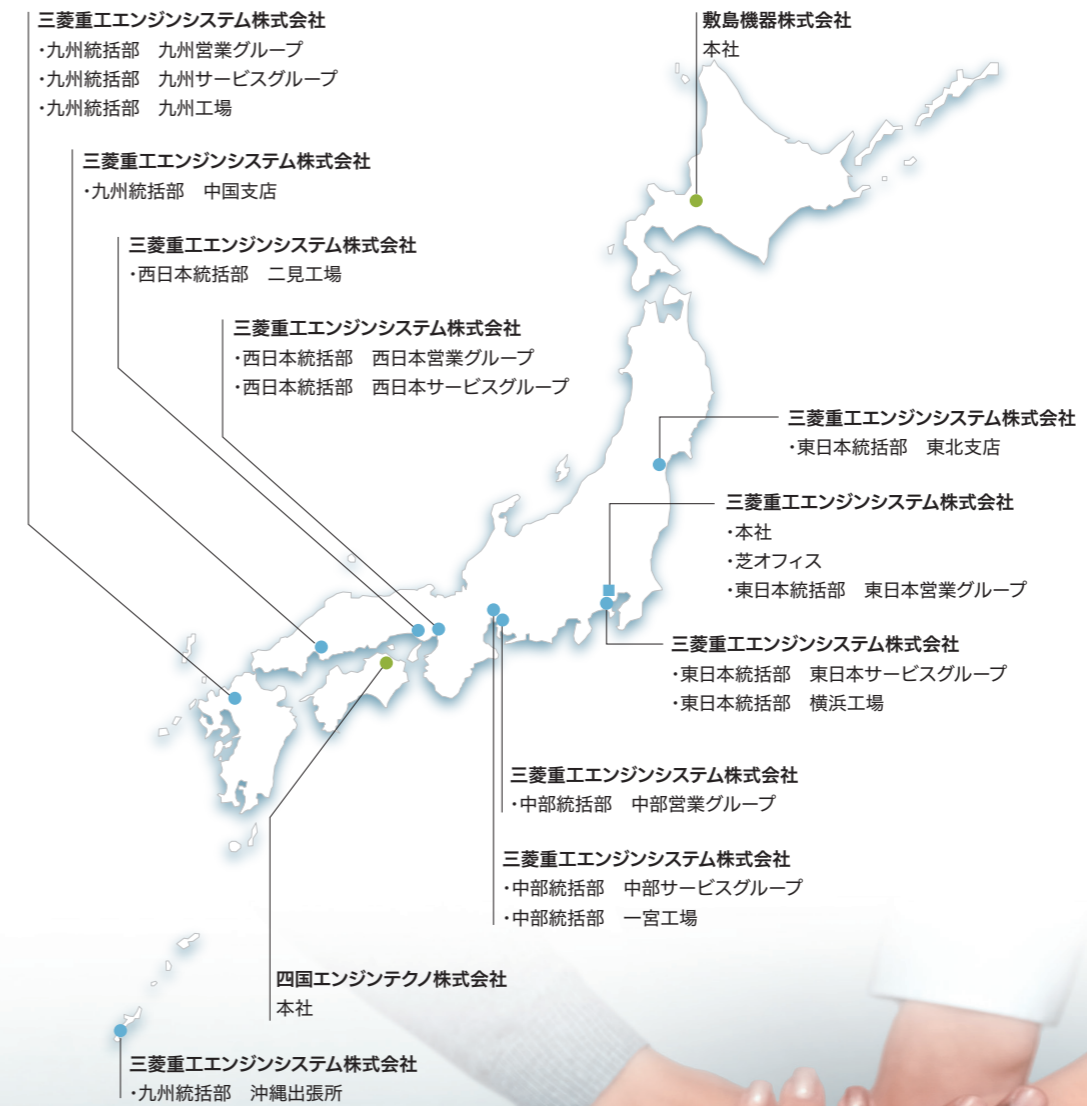 三菱重工エンジンシステム株式会社
・九州統括部　九州営業グループ
・九州統括部　九州サービスグループ
・九州統括部　九州工場
三菱重工エンジンシステム株式会社
・九州統括部　中国支店
三菱重工エンジンシステム株式会社
・西日本統括部　二見工場
三菱重工エンジンシステム株式会社
・西日本統括部　西日本営業グループ
・西日本統括部　西日本サービスグループ
敷島機器株式会社
本社
三菱重工エンジンシステム株式会社
・東日本統括部　東北支店
三菱重工エンジンシステム株式会社
・本社
・芝オフィス
・東日本統括部　東日本営業グループ
三菱重工エンジンシステム株式会社
・東日本統括部　東日本サービスグループ
・東日本統括部　横浜工場
三菱重工エンジンシステム株式会社
・中部統括部　中部営業グループ
三菱重工エンジンシステム株式会社
・中部統括部　中部サービスグループ
・中部統括部　一宮工場
四国エンジンテクノ株式会社
本社
三菱重工エンジンシステム株式会社
・九州統括部　沖縄出張所